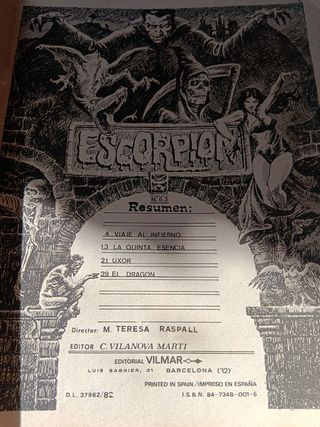 ESCORPION
Nº63
Resumen:
4 VIAJE AL INFIERNO
13 LA QUINTA ESENCIA
21 UXOR
29 EL DRAGON
Director: M. TERESA RASPALL
EDITOR C. VILANOVA MARTI
EDITORIAL VILMAR
LUIS SAGNIER, 31 BARCELONA (32)
PRINTED IN SPAIN / IMPRESO EN ESPAÑA
D.L. 37962/82 I.S.B.N. 84-7348-001-5